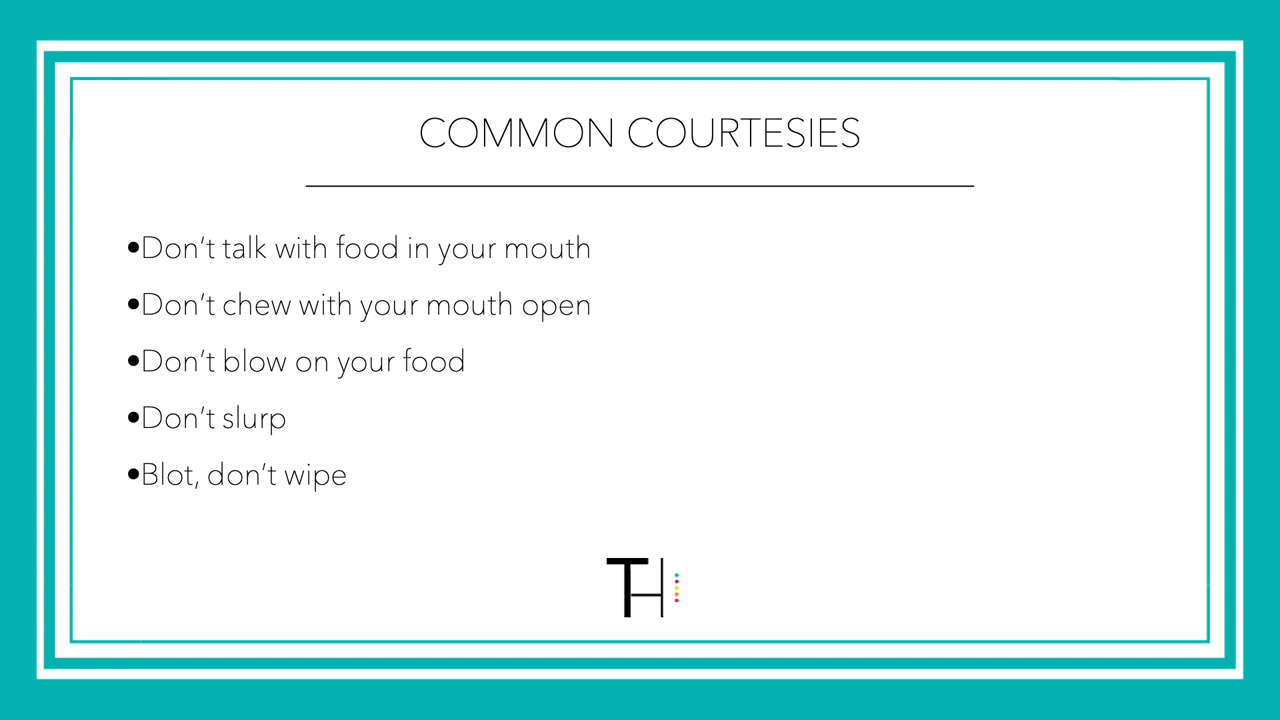 COMMON COURTESIES
•Don’t talk with food in your mouth
•Don’t chew with your mouth open
•Don’t blow on your food
•Don’t slurp
•Blot, don’t wipe
TH